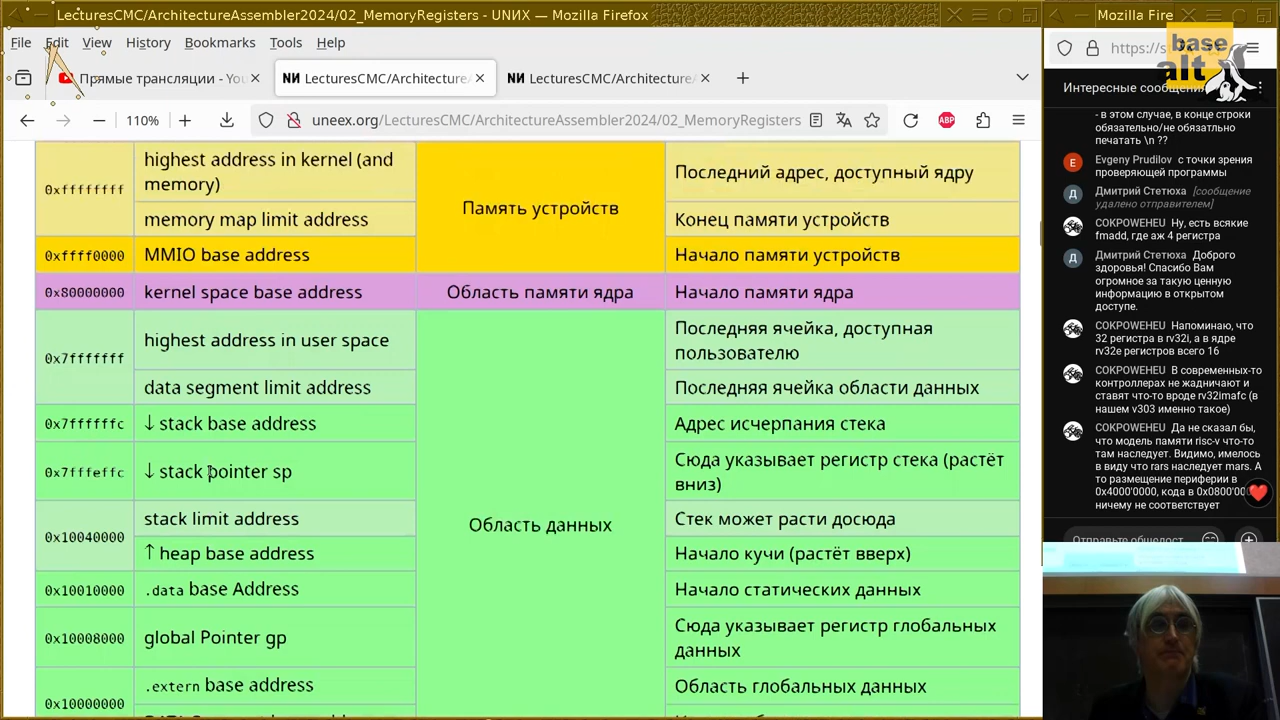 LecturesCMC/ArchitectureAssembler2024/02_MemoryRegisters - UNИX — Mozilla Firefox
File Edit View History Bookmarks Tools Help
Прямые трансляции - You
NИ LecturesCMC/Architecture
NИ LecturesCMC/Architecture
110%
uneex.org/LecturesCMC/ArchitectureAssembler2024/02_MemoryRegisters
ABP
0xffffffff
highest address in kernel (and
memory)
Последний адрес, доступный ядру
memory map limit address
Память устройств
Конец памяти устройств
0xffff0000 MMIO base address
Начало памяти устройств
0x80000000 kernel space base address Область памяти ядра Начало памяти ядра
0x7fffffff
highest address in user space
Последняя ячейка, доступная
пользователю
data segment limit address
Последняя ячейка области данных
0x7ffffffc ↓ stack base address
Адрес исчерпания стека
0x7fffeffc ↓ stack pointer sp
Сюда указывает регистр стека (растёт
вниз)
0x10040000
stack limit address
Область данных
Стек может расти досюда
↑ heap base address
Начало кучи (растёт вверх)
0x10010000 .data base Address
Начало статических данных
0x10008000 global Pointer gp
Сюда указывает регистр глобальных
данных
0x10000000
.extern base address
Область глобальных данных
Mozilla Fire
https://s
base
alt
Интересные сообщения
- в этом случае, в конце строки
обязательно/не обязатльно
печатать \n ??
E
Evgeny Prudilov с точки зрения
проверяющей программы
Д
Дмитрий Стетюха [сообщение
удалено отправителем]
COKPOWEHEU Ну, есть всякие
fmadd, где аж 4 регистра
Д
Дмитрий Стетюха Доброго
здоровья! Спасибо Вам
огромное за такую ценную
информацию в открытом
доступе.
COKPOWEHEU Напоминаю, что
32 регистра в rv32i, а в ядре
rv32e регистров всего 16
COKPOWEHEU В современных-то
контроллерах не жадничают и
ставят что-то вроде rv32imafc (в
нашем v303 именно такое)
COKPOWEHEU Да не сказал бы,
что модель памяти risc-v что-то
там наследует. Видимо, имелось
в виду что rars наследует mars. А
то размещение периферии в
0x4000'0000, кода в 0x0800'00
ничему не соответствует